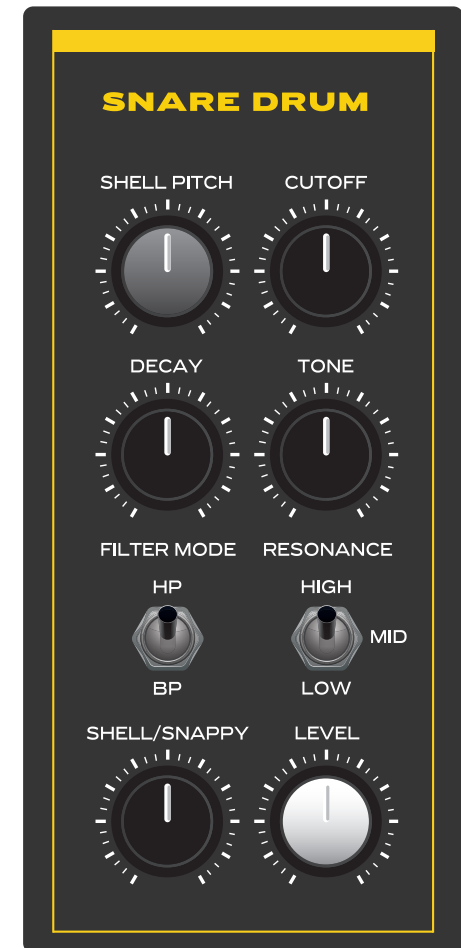 SNARE DRUM
SHELL PITCH CUTOFF
DECAY TONE
FILTER MODE RESONANCE
HP HIGH
MID
BP LOW
SHELL/SNAPPY LEVEL